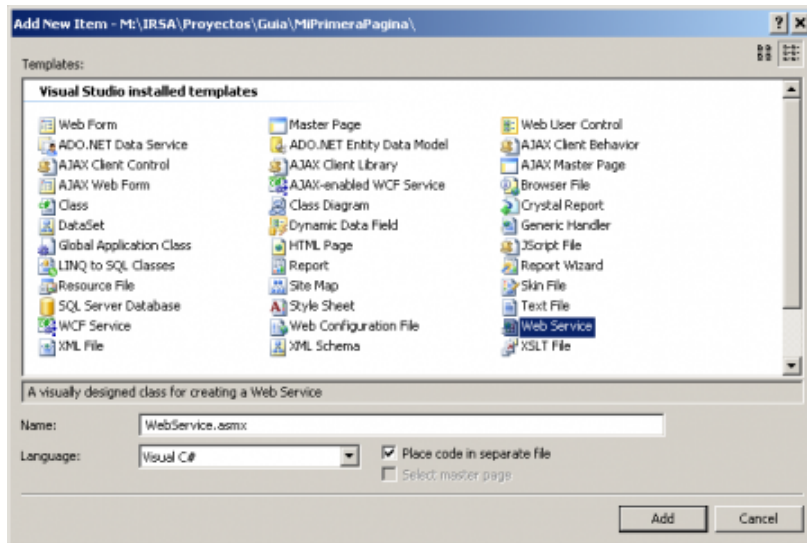 Add New Item - M:\IRSA\Proyectos\Guia\MiPrimeraPagina\
Templates:
Visual Studio installed templates
Web Form Master Page Web User Control
ADO.NET Data Service ADO.NET Entity Data Model AJAX Client Behavior
AJAX Client Control AJAX Client Library AJAX Master Page
AJAX Web Form AJAX-enabled WCF Service Browser File
Class Class Diagram Crystal Report
DataSet Dynamic Data Field Generic Handler
Global Application Class HTML Page JScript File
LINQ to SQL Classes Report Report Wizard
Resource File Site Map Skin File
SQL Server Database Style Sheet Text File
WCF Service Web Configuration File Web Service
XML File XML Schema XSLT File
A visually designed class for creating a Web Service
Name: WebService.asmx
Language: Visual C# Place code in separate file
Select master page
Add Cancel